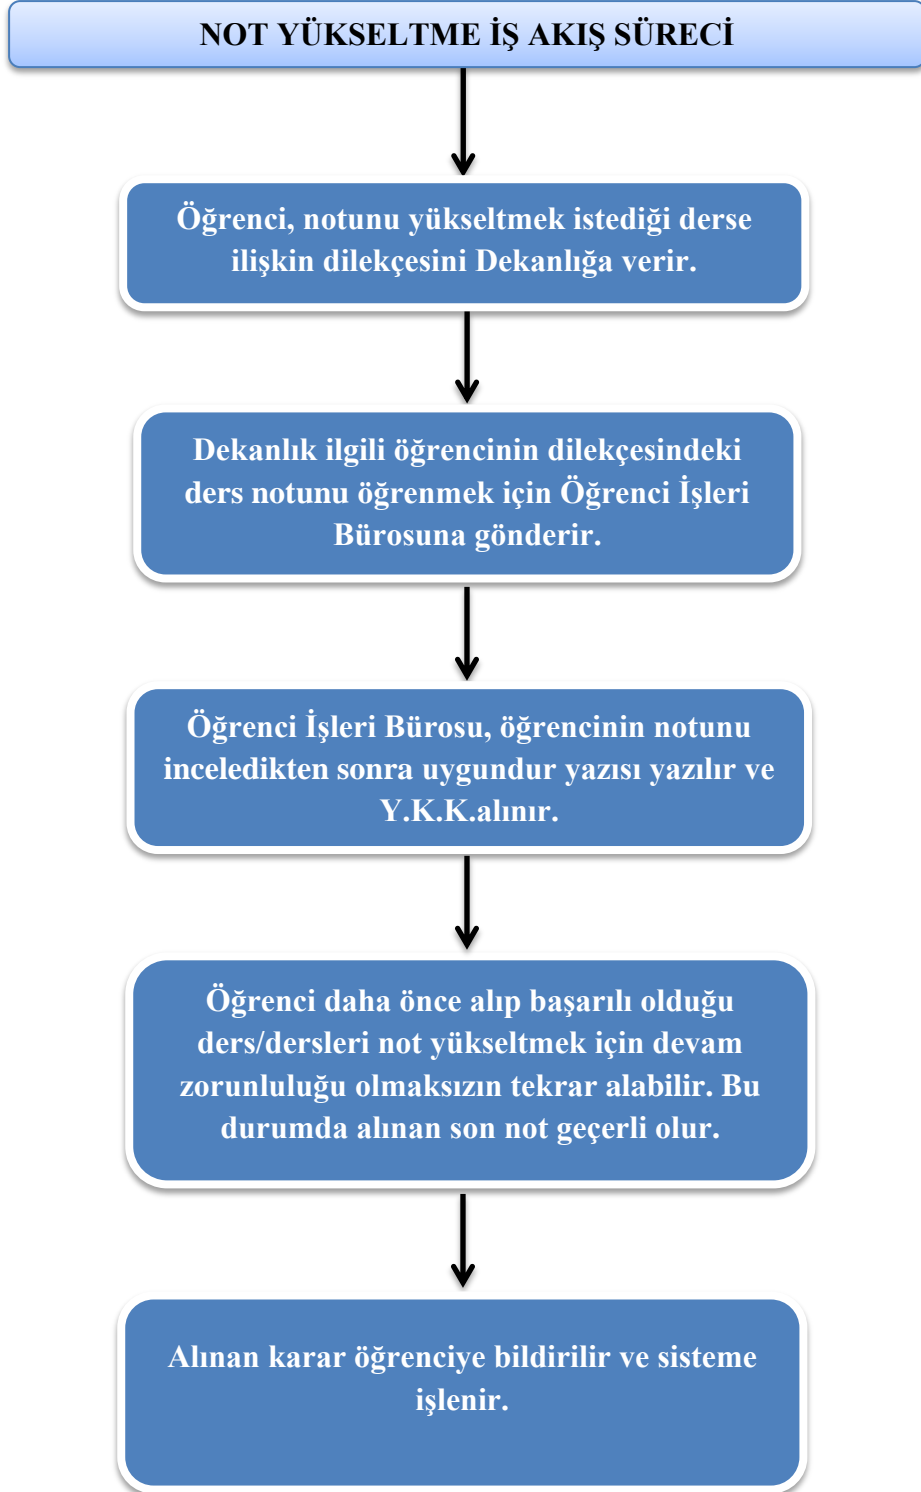 NOT YÜKSELTME İŞ AKIŞ SÜRECİ
Öğrenci, notunu yükseltmek istediği derse
ilişkin dilekçesini Dekanlığa verir.
Dekanlık ilgili öğrencinin dilekçesindeki
ders notunu öğrenmek için Öğrenci İşleri
Bürosuna gönderir.
Öğrenci İşleri Bürosu, öğrencinin notunu
inceledikten sonra uygundur yazısı yazılır ve
Y.K.K.alınır.
Öğrenci daha önce alıp başarılı olduğu
ders/dersleri not yükseltmek için devam
zorunluluğu olmaksızın tekrar alabilir. Bu
durumda alınan son not geçerli olur.
Alınan karar öğrenciye bildirilir ve sisteme
işlenir.